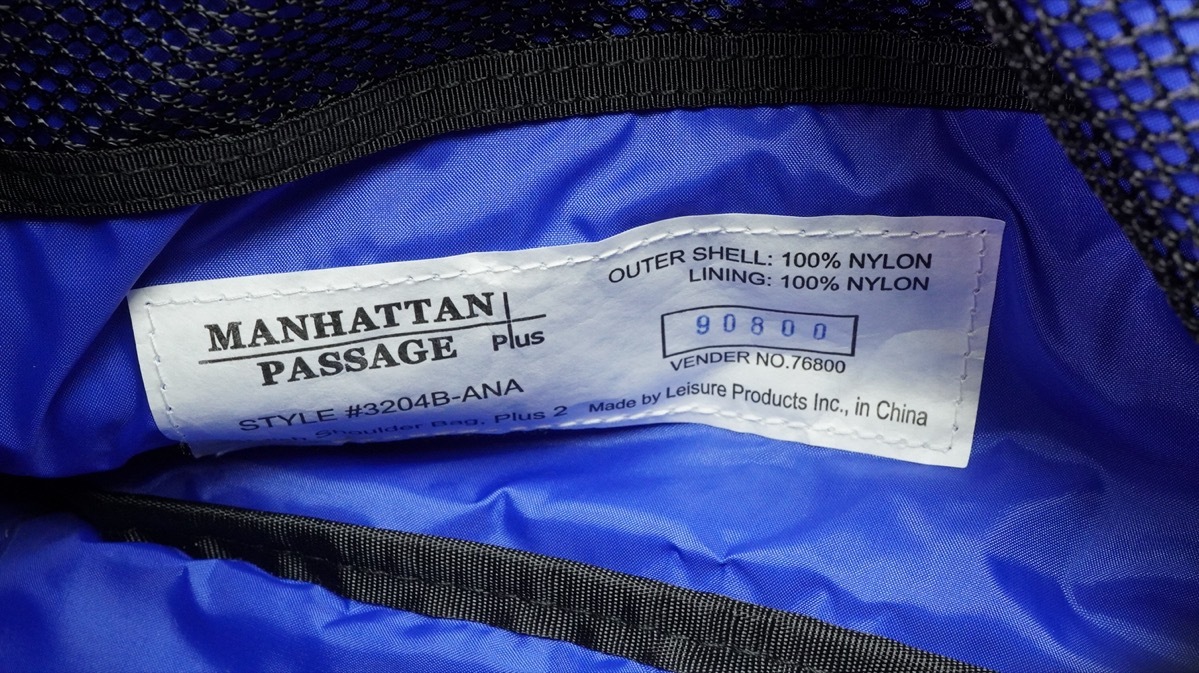 MANHATTAN
PASSAGE Plus
STYLE #3204B-ANA
Shoulder Bag, Plus 2
OUTER SHELL: 100% NYLON
LINING: 100% NYLON
90800
VENDER NO.76800
Made by Leisure Products Inc., in China